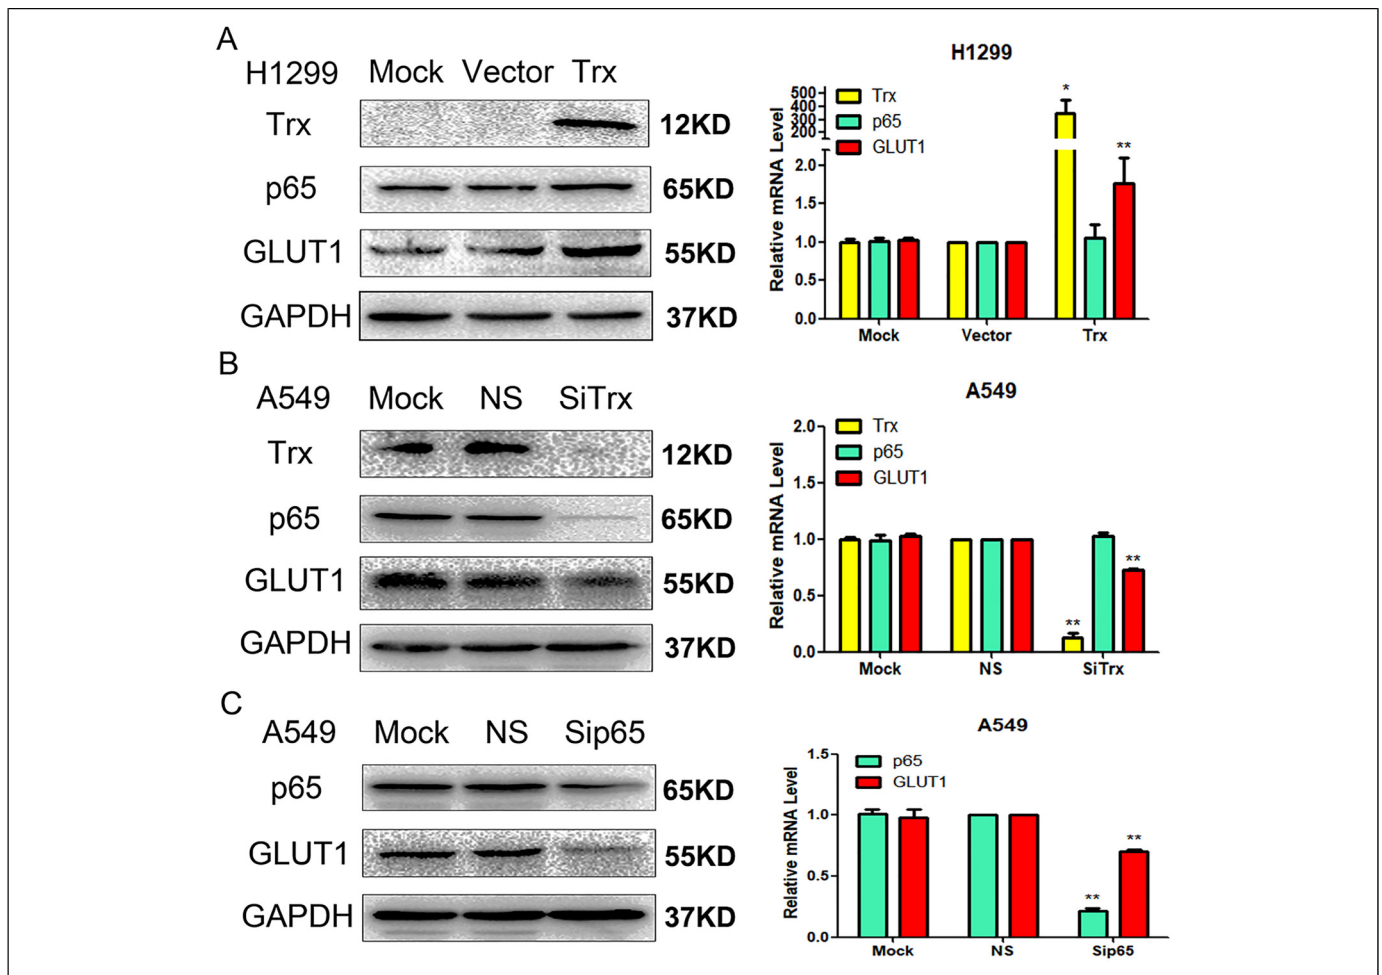 A
H1299 Mock Vector Trx
Trx 12KD
p65 65KD
GLUT1 55KD
GAPDH 37KD
H1299
Relative mRNA Level
500
400
300
200
2.0
1.5
1.0
0.5
0.0
Trx
p65
GLUT1
*
**
Mock Vector Trx
B
A549 Mock NS SiTrx
Trx 12KD
p65 65KD
GLUT1 55KD
GAPDH 37KD
A549
Relative mRNA Level
2.0
1.5
1.0
0.5
0.0
Trx
p65
GLUT1
**
**
Mock NS SiTrx
C
A549 Mock NS Sip65
p65 65KD
GLUT1 55KD
GAPDH 37KD
A549
Relative mRNA Level
1.5
1.0
0.5
0.0
p65
GLUT1
**
**
Mock NS Sip65